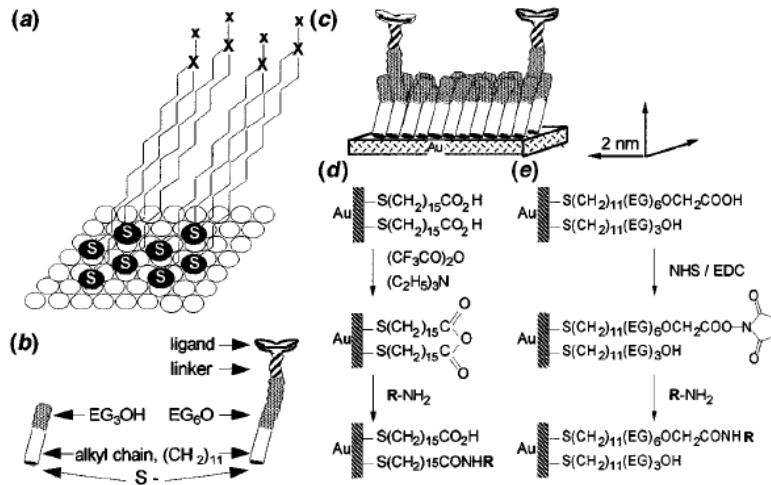 (a)
x x x x
X X X X
S S S S
S S S S
(b)
ligand
linker
EG3OH EG6O
alkyl chain, (CH2)11
S -
(c)
Au
2 nm
(d)
Au
S(CH2)15CO2H
S(CH2)15CO2H
(CF3CO)2O
(C2H5)3N
Au
S(CH2)15C
O
O
S(CH2)15C
O
R-NH2
Au
S(CH2)15CO2H
S(CH2)15CONHR
(e)
Au
S(CH2)11(EG)6OCH2COOH
S(CH2)11(EG)3OH
NHS / EDC
Au
S(CH2)11(EG)6OCH2COO-N
O
O
S(CH2)11(EG)3OH
R-NH2
Au
S(CH2)11(EG)6OCH2CONHR
S(CH2)11(EG)3OH